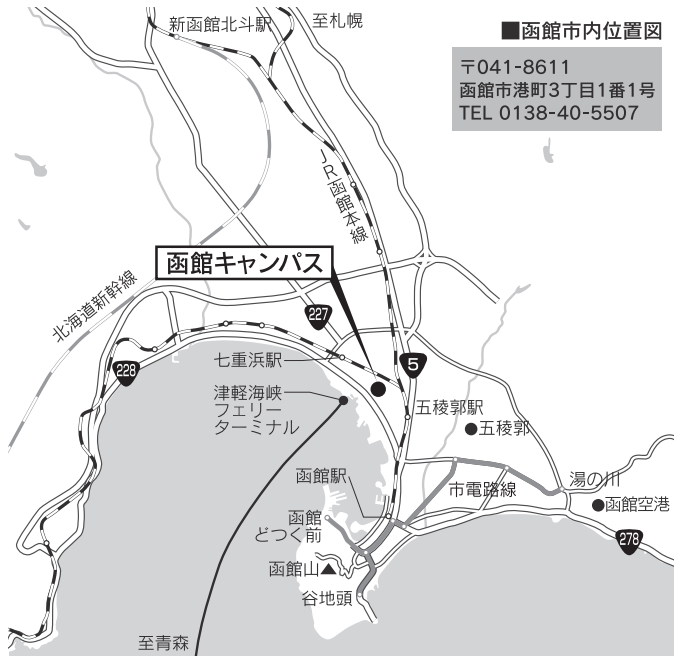 新函館北斗駅
至札幌
■函館市内位置図
〒041-8611
函館市港町3丁目1番1号
TEL 0138-40-5507
JR函館本線
函館キャンパス
北海道新幹線
227
228
七重浜駅
5
津軽海峡
フェリー
ターミナル
五稜郭駅
五稜郭
函館駅
市電路線
湯の川
函館空港
函館
どつく前
278
函館山
谷地頭
至青森